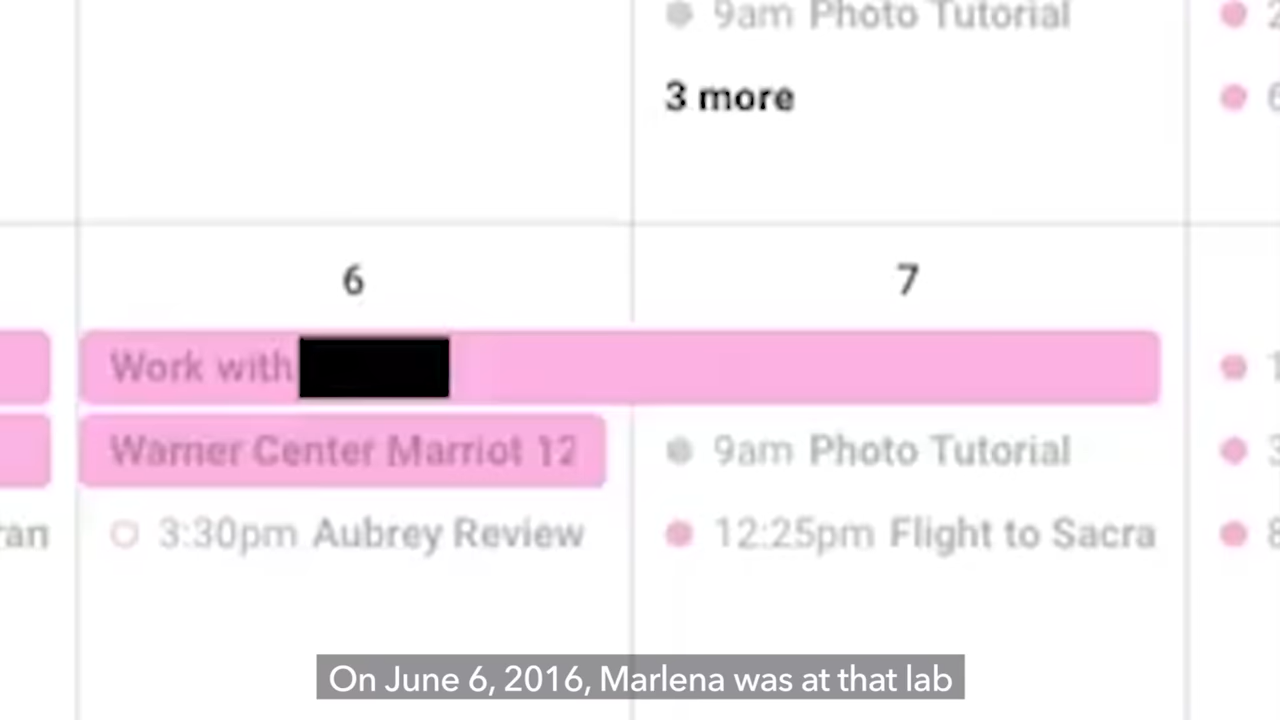 9am Photo Tutorial
3 more
6
7
Work with
Warner Center Marriot 12
9am Photo Tutorial
3:30pm Aubrey Review
12:25pm Flight to Sacra
On June 6, 2016, Marlena was at that lab